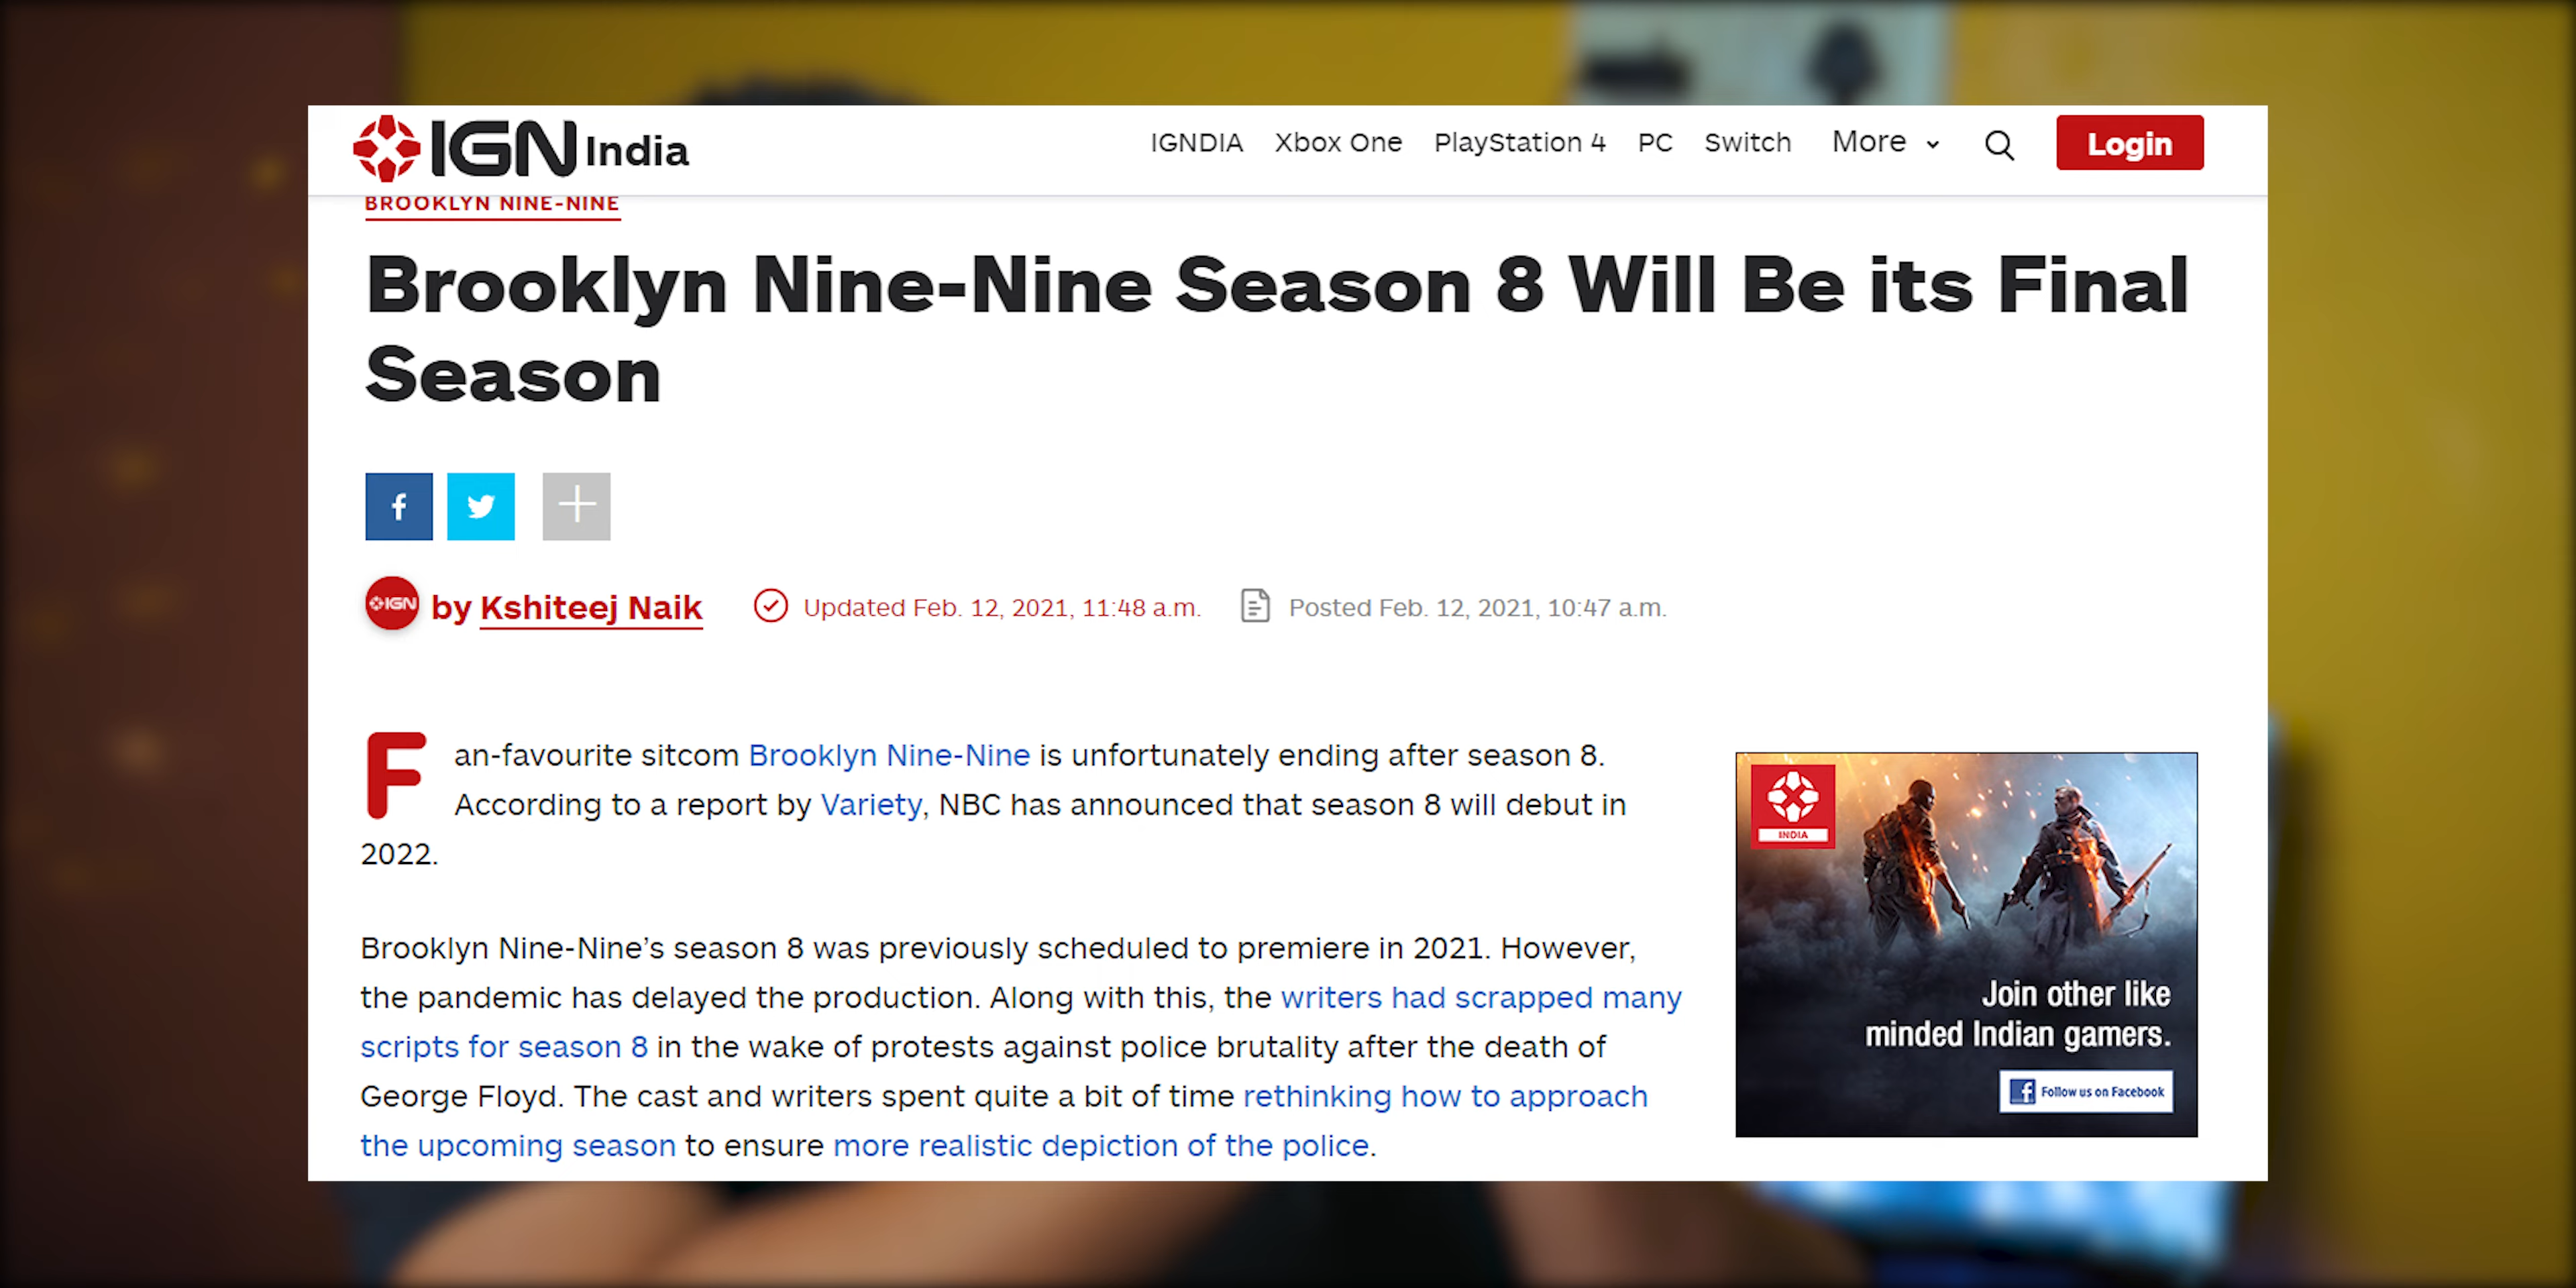 IGN India
IGNDIA Xbox One PlayStation 4 PC Switch More Login
BROOKLYN NINE-NINE
Brooklyn Nine-Nine Season 8 Will Be its Final
Season
f
IGN by Kshiteej Naik Updated Feb. 12, 2021, 11:48 a.m. Posted Feb. 12, 2021, 10:47 a.m.
Fan-favourite sitcom Brooklyn Nine-Nine is unfortunately ending after season 8.
According to a report by Variety, NBC has announced that season 8 will debut in
2022.
Brooklyn Nine-Nine’s season 8 was previously scheduled to premiere in 2021. However,
the pandemic has delayed the production. Along with this, the writers had scrapped many
scripts for season 8 in the wake of protests against police brutality after the death of
George Floyd. The cast and writers spent quite a bit of time rethinking how to approach
the upcoming season to ensure more realistic depiction of the police.
INDIA
Join other like
minded Indian gamers.
f Follow us on Facebook